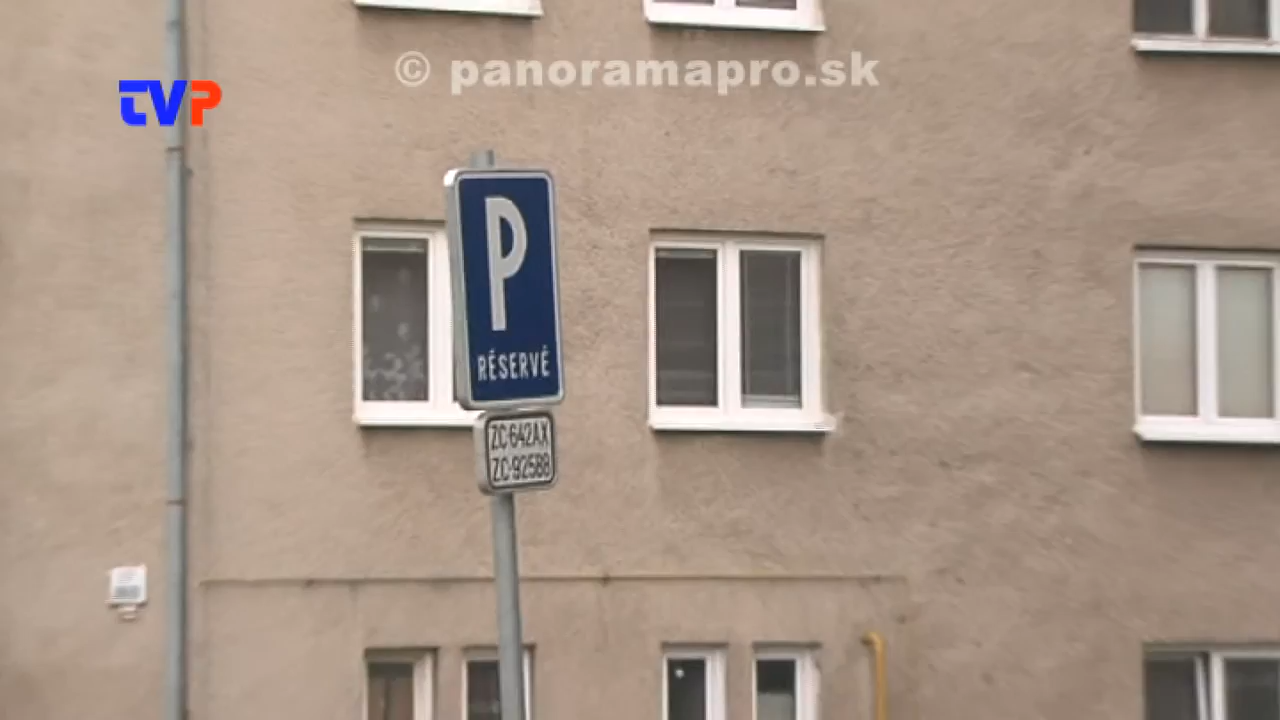 © panoramapro.sk
TVP
P
RÉSERVÉ
ZC-642AX
ZC-925BB